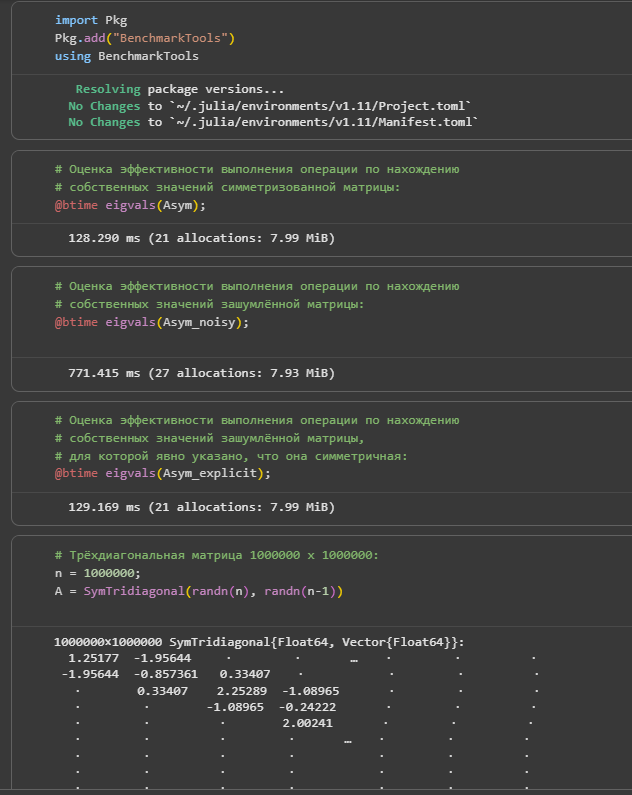 import Pkg
Pkg.add("BenchmarkTools")
using BenchmarkTools
Resolving package versions...
No Changes to `~/.julia/environments/v1.11/Project.toml`
No Changes to `~/.julia/environments/v1.11/Manifest.toml`
# Оценка эффективности выполнения операции по нахождению
# собственных значений симметризованной матрицы:
@btime eigvals(Asym);
128.290 ms (21 allocations: 7.99 MiB)
# Оценка эффективности выполнения операции по нахождению
# собственных значений зашумлённой матрицы:
@btime eigvals(Asym_noisy);
771.415 ms (27 allocations: 7.93 MiB)
# Оценка эффективности выполнения операции по нахождению
# собственных значений зашумлённой матрицы,
# для которой явно указано, что она симметричная:
@btime eigvals(Asym_explicit);
129.169 ms (21 allocations: 7.99 MiB)
# Трёхдиагональная матрица 1000000 x 1000000:
n = 1000000;
A = SymTridiagonal(randn(n), randn(n-1))
1000000×1000000 SymTridiagonal{Float64, Vector{Float64}}:
1.25177 -1.95644 ⋅ ⋅ … ⋅ ⋅ ⋅
-1.95644 -0.857361 0.33407 ⋅ ⋅ ⋅ ⋅
⋅ 0.33407 2.25289 -1.08965 ⋅ ⋅ ⋅
⋅ ⋅ -1.08965 -0.24222 ⋅ ⋅ ⋅
⋅ ⋅ ⋅ 2.00241 ⋅ ⋅ ⋅
⋅ ⋅ ⋅ ⋅ … ⋅ ⋅ ⋅
⋅ ⋅ ⋅ ⋅ ⋅ ⋅ ⋅
⋅ ⋅ ⋅ ⋅ ⋅ ⋅ ⋅
⋅ ⋅ ⋅ ⋅ ⋅ ⋅ ⋅